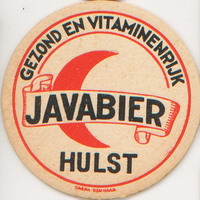 GEZOND EN VITAMINENRIJK
JAVABIER
HULST